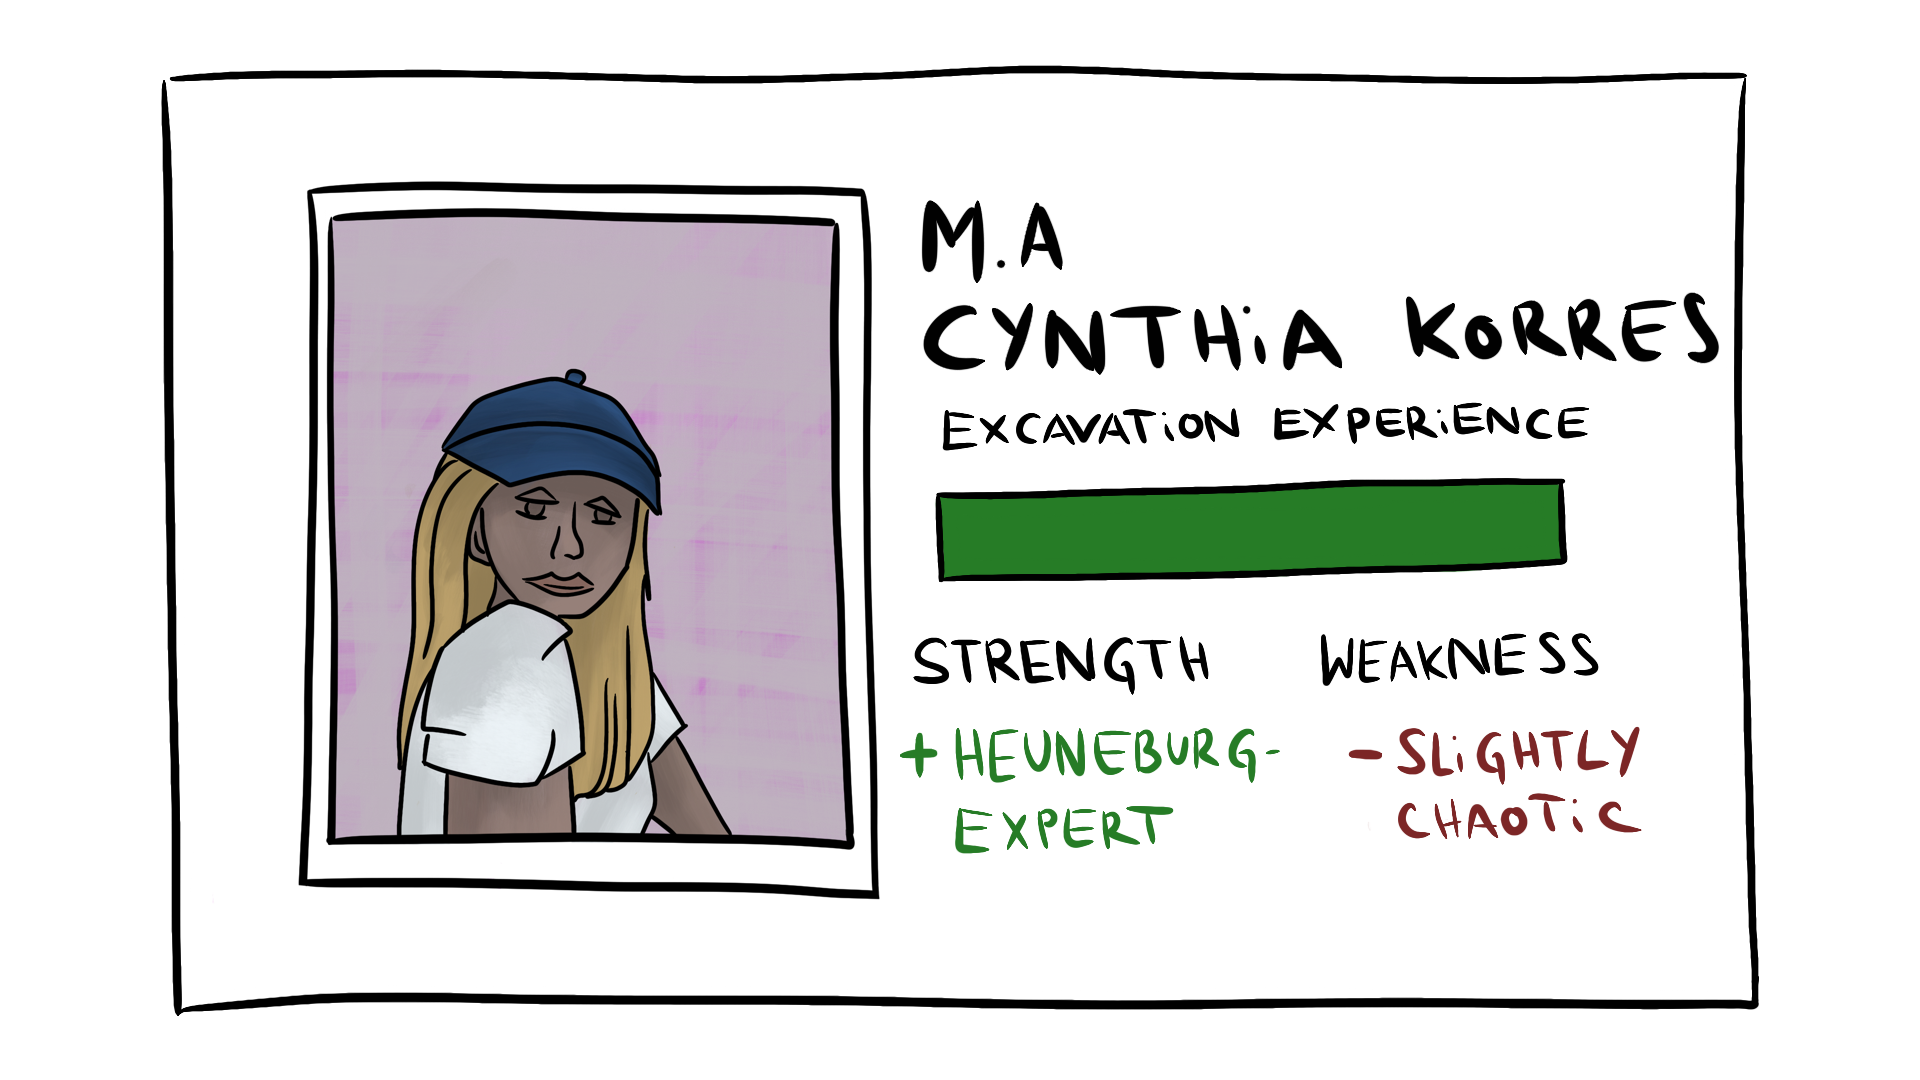 M.A
CYNTHiA KORRES
EXCAVATiON EXPERiENCE
STRENGTH WEAKNESS
+ HEUNEBURG- - SLiGHTLY
EXPERT CHAOTiC